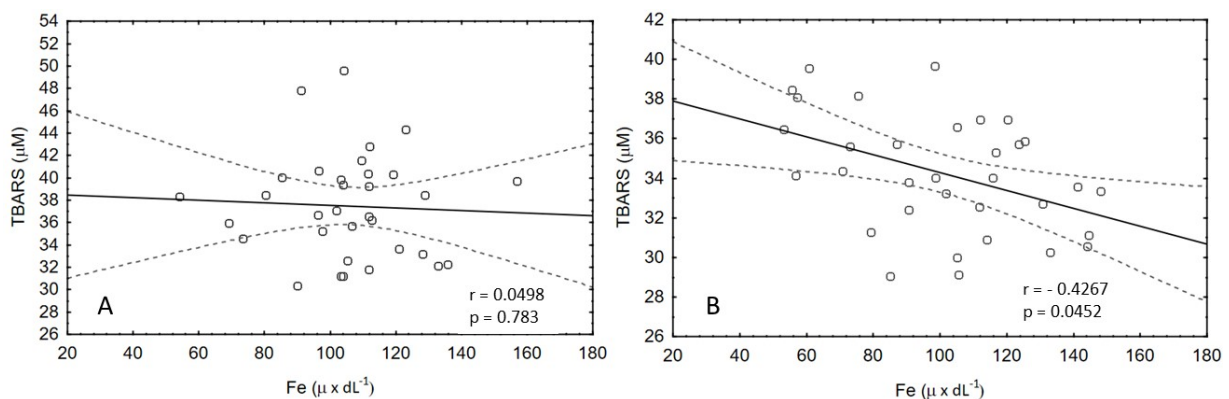 TBARS (μM)
54
52
50
48
46
44
42
40
38
36
34
32
30
28
26
A
r = 0.0498
p = 0.783
20 40 60 80 100 120 140 160 180
Fe (μ x dL⁻¹)
TBARS (μM)
42
40
38
36
34
32
30
28
26
B
r = - 0.4267
p = 0.0452
20 40 60 80 100 120 140 160 180
Fe (μ x dL⁻¹)